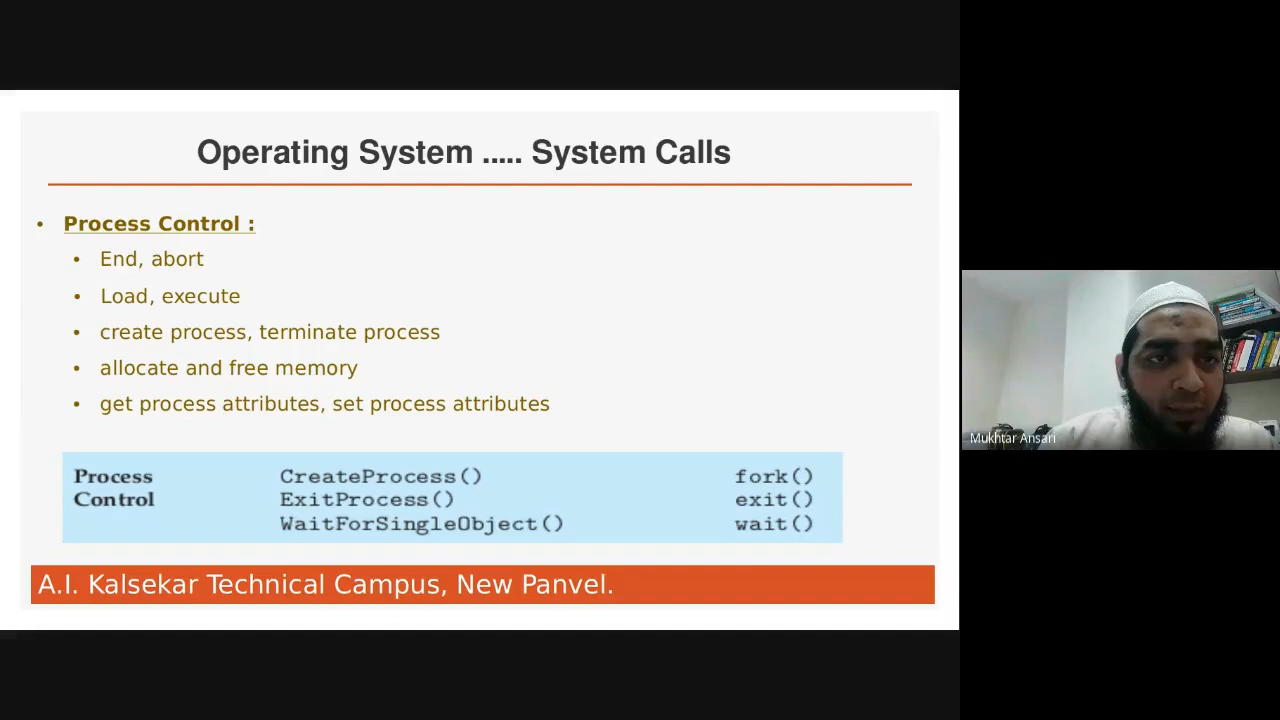 Operating System ..... System Calls
• Process Control :
• End, abort
• Load, execute
• create process, terminate process
• allocate and free memory
• get process attributes, set process attributes
Process CreateProcess() fork()
Control ExitProcess() exit()
WaitForSingleObject() wait()
A.I. Kalsekar Technical Campus, New Panvel.
Mukhtar Ansari